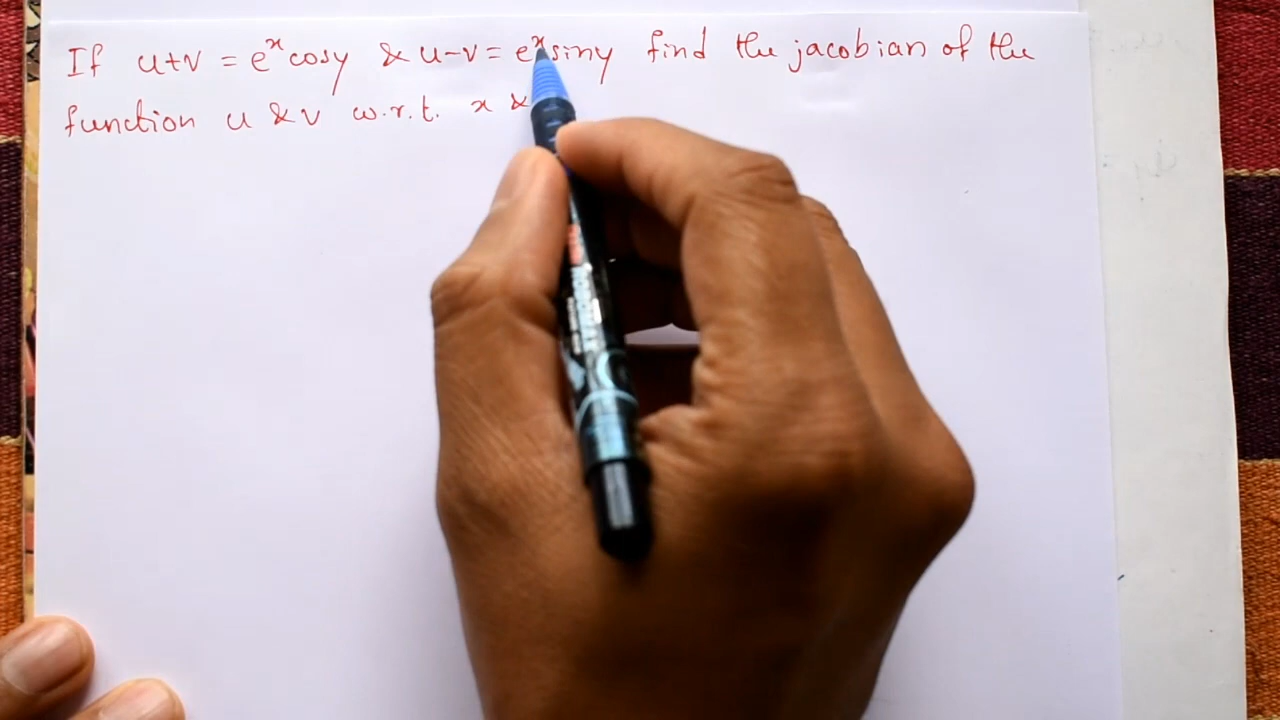 If u+v = e^x cosy & u-v = e^x siny find the jacobian of the
function u & v w.r.t. x &